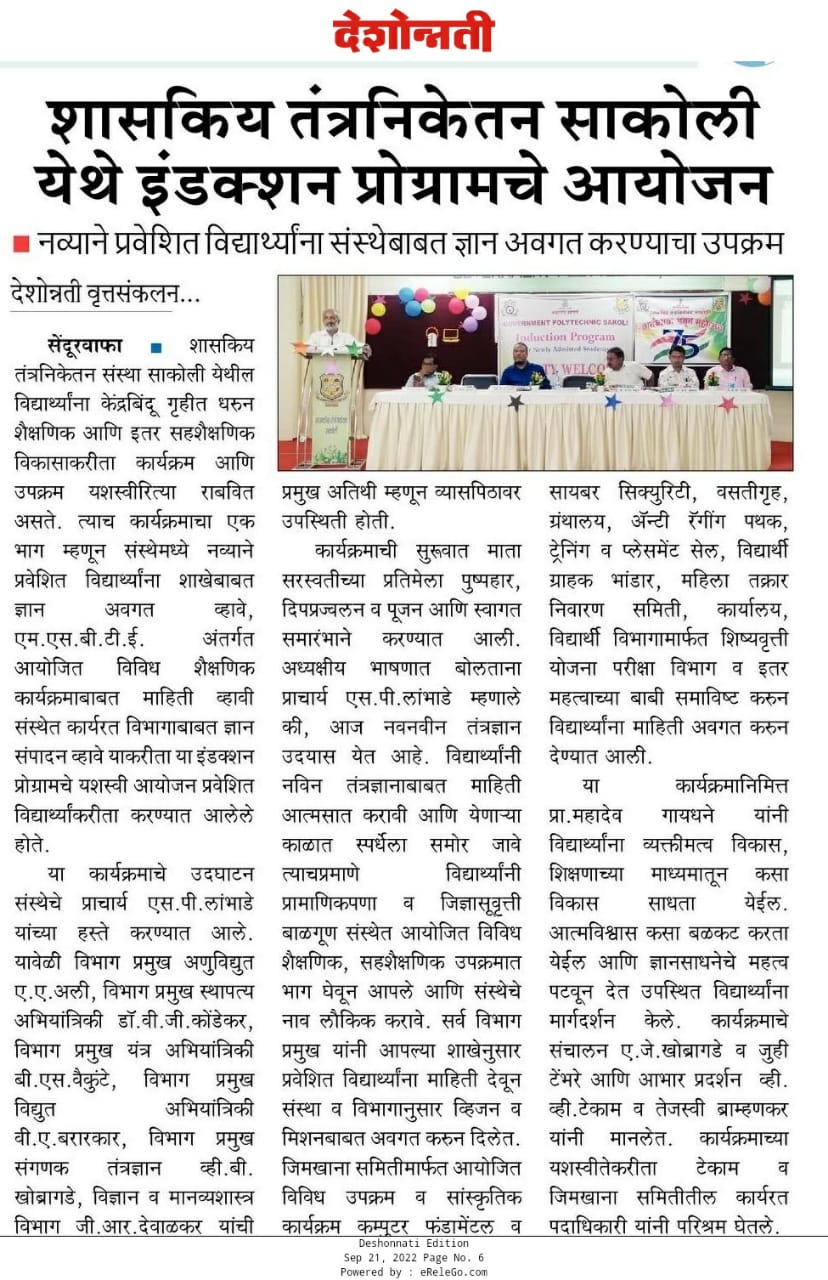 देशोन्नती
शासकिय तंत्रनिकेतन साकोली
येथे इंडक्शन प्रोग्रामचे आयोजन
■ नव्याने प्रवेशित विद्यार्थ्यांना संस्थेबाबत ज्ञान अवगत करण्याचा उपक्रम
देशोन्नती वृत्तसंकलन...
सेंदूरवाफा ■ शासकिय
तंत्रनिकेतन संस्था साकोली येथील
विद्यार्थ्यांना केंद्रबिंदू गृहीत धरुन
शैक्षणिक आणि इतर सहशैक्षणिक
विकासाकरीता कार्यक्रम आणि
उपक्रम यशस्वीरित्या राबवित
असते. त्याच कार्यक्रमाचा एक
भाग म्हणून संस्थेमध्ये नव्याने
प्रवेशित विद्यार्थ्यांना शाखेबाबत
ज्ञान अवगत व्हावे,
एम.एस.बी.टी.ई. अंतर्गत
आयोजित विविध शैक्षणिक
कार्यक्रमाबाबत माहिती व्हावी
संस्थेत कार्यरत विभागाबाबत ज्ञान
संपादन व्हावे याकरीता या इंडक्शन
प्रोग्रामचे यशस्वी आयोजन प्रवेशित
विद्यार्थ्यांकरीता करण्यात आलेले
होते.
या कार्यक्रमाचे उदघाटन
संस्थेचे प्राचार्य एस.पी.लांभाडे
यांच्या हस्ते करण्यात आले.
यावेळी विभाग प्रमुख अणुविद्युत
ए.ए.अली, विभाग प्रमुख स्थापत्य
अभियांत्रिकी डॉ.वी.जी.कोंडेकर,
विभाग प्रमुख यंत्र अभियांत्रिकी
बी.एस.वैकुंटे, विभाग प्रमुख
विद्युत अभियांत्रिकी
वी.ए.बरारकार, विभाग प्रमुख
संगणक तंत्रज्ञान व्ही.बी.
खोब्रागडे, विज्ञान व मानव्यशास्त्र
विभाग जी.आर.देवाळकर यांची
GOVERNMENT POLYTECHNIC SAKOLI
Induction Program
Newly Admitted Students
WELCO
75
प्रमुख अतिथी म्हणून व्यासपिठावर
उपस्थिती होती.
कार्यक्रमाची सुरूवात माता
सरस्वतीच्या प्रतिमेला पुष्पहार,
दिपप्रज्वलन व पूजन आणि स्वागत
समारंभाने करण्यात आली.
अध्यक्षीय भाषणात बोलताना
प्राचार्य एस.पी.लांभाडे म्हणाले
की, आज नवनवीन तंत्रज्ञान
उदयास येत आहे. विद्यार्थ्यांनी
नविन तंत्रज्ञानाबाबत माहिती
आत्मसात करावी आणि येणाऱ्या
काळात स्पर्धेला समोर जावे
त्याचप्रमाणे विद्यार्थ्यांनी
प्रामाणिकपणा व जिज्ञासूवृत्ती
बाळगूण संस्थेत आयोजित विविध
शैक्षणिक, सहशैक्षणिक उपक्रमात
भाग घेवून आपले आणि संस्थेचे
नाव लौकिक करावे. सर्व विभाग
प्रमुख यांनी आपल्या शाखेनुसार
प्रवेशित विद्यार्थ्यांना माहिती देवून
संस्था व विभागानुसार व्हिजन व
मिशनबाबत अवगत करुन दिलेत.
जिमखाना समितीमार्फत आयोजित
विविध उपक्रम व सांस्कृतिक
कार्यक्रम कम्पूटर फंडामेंटल व
सायबर सिक्युरिटी, वसतीगृह,
ग्रंथालय, ॲन्टी रॅगींग पथक,
ट्रेनिंग व प्लेसमेंट सेल, विद्यार्थी
ग्राहक भांडार, महिला तक्रार
निवारण समिती, कार्यालय,
विद्यार्थी विभागामार्फत शिष्यवृत्ती
योजना परीक्षा विभाग व इतर
महत्वाच्या बाबी समाविष्ट करुन
विद्यार्थ्यांना माहिती अवगत करुन
देण्यात आली.
या कार्यक्रमानिमित्त
प्रा.महादेव गायधने यांनी
विद्यार्थ्यांना व्यक्तीमत्व विकास,
शिक्षणाच्या माध्यमातून कसा
विकास साधता येईल.
आत्मविश्वास कसा बळकट करता
येईल आणि ज्ञानसाधनेचे महत्व
पटवून देत उपस्थित विद्यार्थ्यांना
मार्गदर्शन केले. कार्यक्रमाचे
संचालन ए.जे.खोब्रागडे व जुही
टेंभरे आणि आभार प्रदर्शन व्ही.
व्ही.टेकाम व तेजस्वी ब्राम्हणकर
यांनी मानलेत. कार्यक्रमाच्या
यशस्वीतेकरीता टेकाम व
जिमखाना समितीतील कार्यरत
पदाधिकारी यांनी परिश्रम घेतले.
Deshonnati Edition
Sep 21, 2022 Page No. 6
Powered by : eReleGo.com